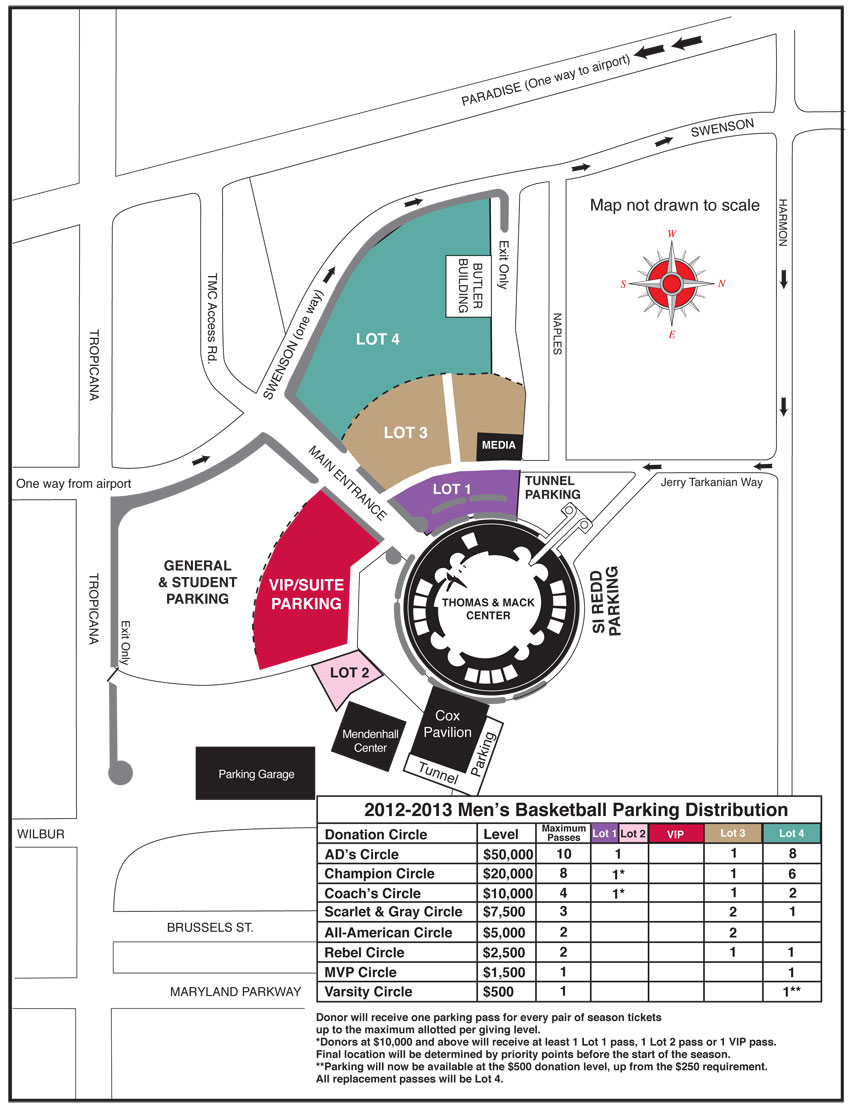 PARADISE (One way to airport)
SWENSON
Map not drawn to scale
HARMON
W
S
N
E
TMC Access Rd.
SWENSON (one way)
Exit Only
BUTLER
BUILDING
NAPLES
TROPICANA
LOT 4
LOT 3
MEDIA
MAIN ENTRANCE
LOT 1
TUNNEL
PARKING
Jerry Tarkanian Way
One way from airport
GENERAL
& STUDENT
PARKING
VIP/SUITE
PARKING
THOMAS & MACK
CENTER
SI REDD
PARKING
TROPICANA
Exit Only
LOT 2
Mendenhall
Center
Cox
Pavilion
Tunnel
Parking
Parking Garage
WILBUR
BRUSSELS ST.
MARYLAND PARKWAY
2012-2013 Men's Basketball Parking Distribution
Donation Circle Level Maximum Passes Lot 1 Lot 2 VIP Lot 3 Lot 4
AD's Circle $50,000 10 1 1 8
Champion Circle $20,000 8 1* 1 6
Coach's Circle $10,000 4 1* 1 2
Scarlet & Gray Circle $7,500 3 2 1
All-American Circle $5,000 2 2
Rebel Circle $2,500 2 1 1
MVP Circle $1,500 1 1
Varsity Circle $500 1 1**
Donor will receive one parking pass for every pair of season tickets
up to the maximum allotted per giving level.
*Donors at $10,000 and above will receive at least 1 Lot 1 pass, 1 Lot 2 pass or 1 VIP pass.
Final location will be determined by priority points before the start of the season.
**Parking will now be available at the $500 donation level, up from the $250 requirement.
All replacement passes will be Lot 4.